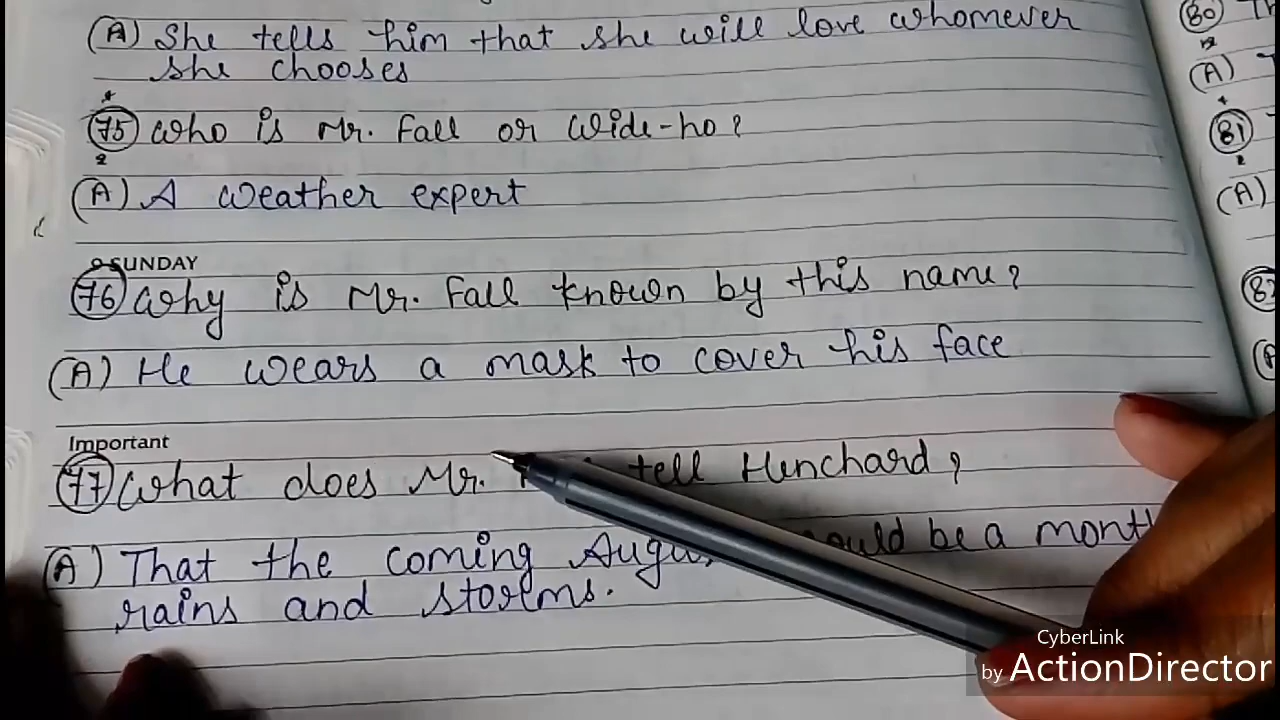 (A) She tells him that she will love whomever
she chooses
75 Who is Mr. Fall or Wide-ho?
(A) A weather expert
SUNDAY
76 Why is Mr. Fall known by this name?
(A) He wears a mask to cover his face
Important
77 What does Mr. tell Henchard?
(A) That the coming be a
rains and storms.
80
(A)
81
(A)
CyberLink
by ActionDirector